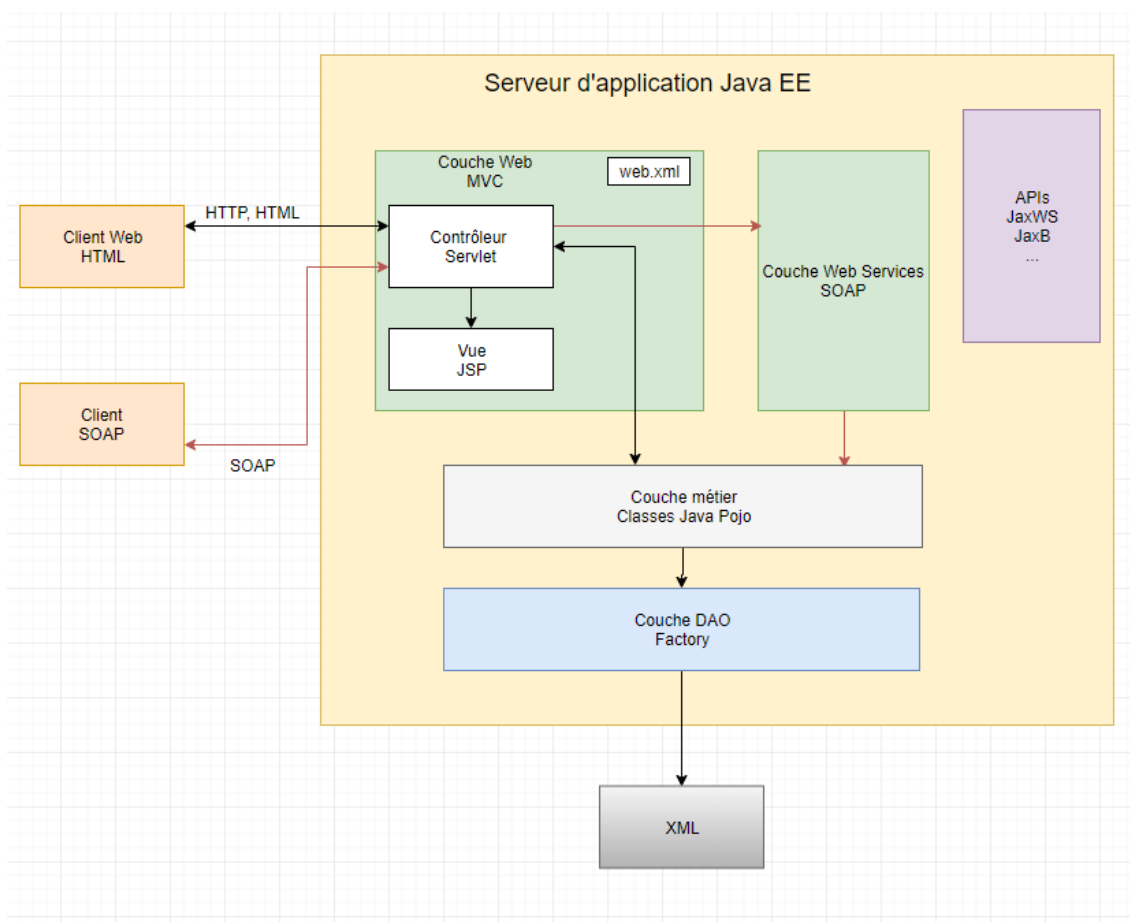 Serveur d'application Java EE
Couche Web
MVC
web.xml
APIs
JaxWS
JaxB
...
HTTP, HTML
Client Web
HTML
Contrôleur
Servlet
Couche Web Services
SOAP
Vue
JSP
Client
SOAP
SOAP
Couche métier
Classes Java Pojo
Couche DAO
Factory
XML